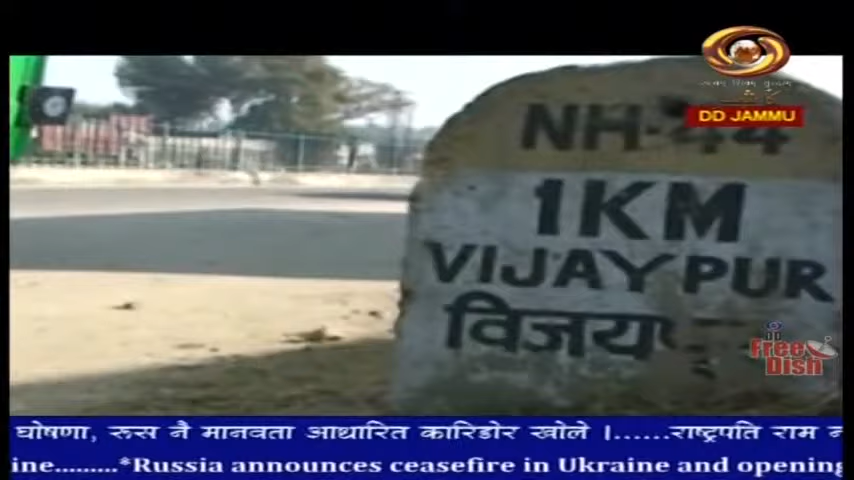 DD JAMMU
NH-44
1KM
VIJAYPUR
विजय
DD
Free
Dish
घोषणा, रूस नै मानवता आधारित कारिडोर खोले ।......राष्ट्रपति राम न
ine.........*Russia announces ceasefire in Ukraine and opening